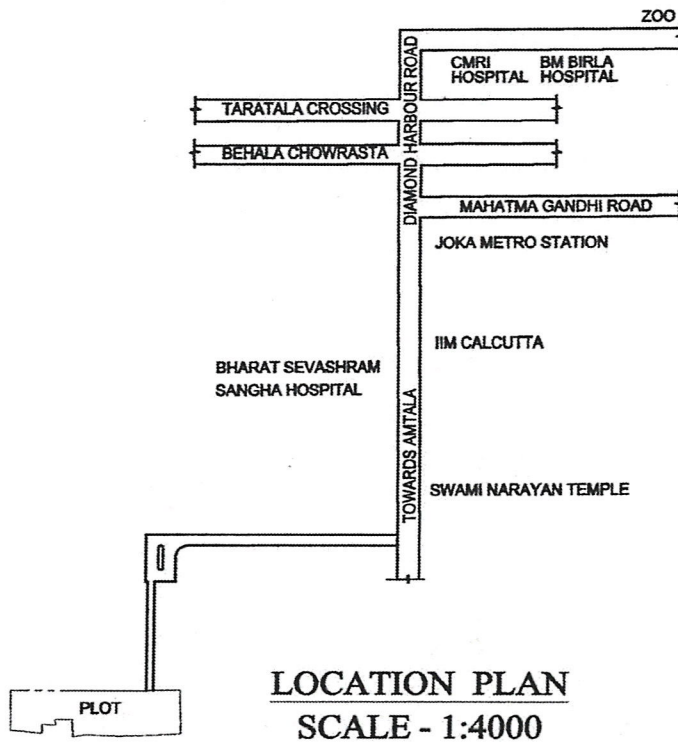 ZOO
DIAMOND HARBOUR ROAD
CMRI
HOSPITAL
BM BIRLA
HOSPITAL
TARATALA CROSSING
BEHALA CHOWRASTA
MAHATMA GANDHI ROAD
JOKA METRO STATION
IIM CALCUTTA
BHARAT SEVASHRAM
SANGHA HOSPITAL
TOWARDS AMTALA
SWAMI NARAYAN TEMPLE
PLOT
LOCATION PLAN
SCALE - 1:4000